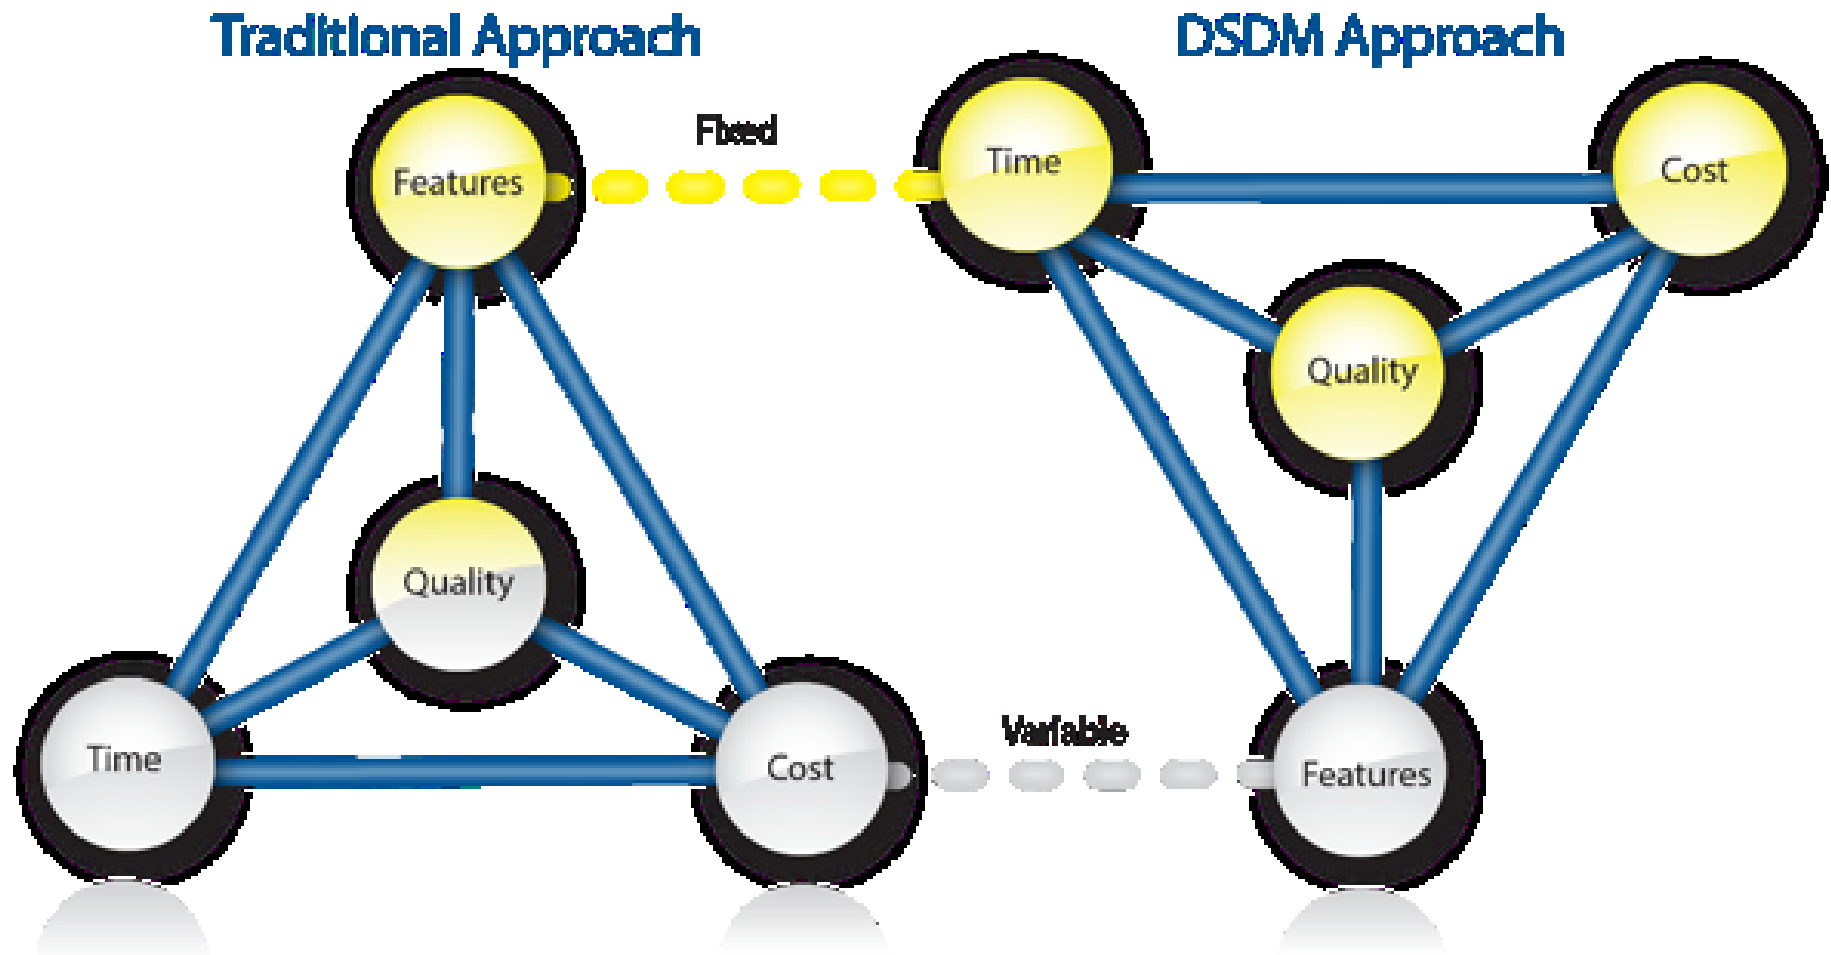 Traditional Approach
DSDM Approach
Features
Fixed
Time
Cost
Quality
Quality
Time
Cost
Variable
Features